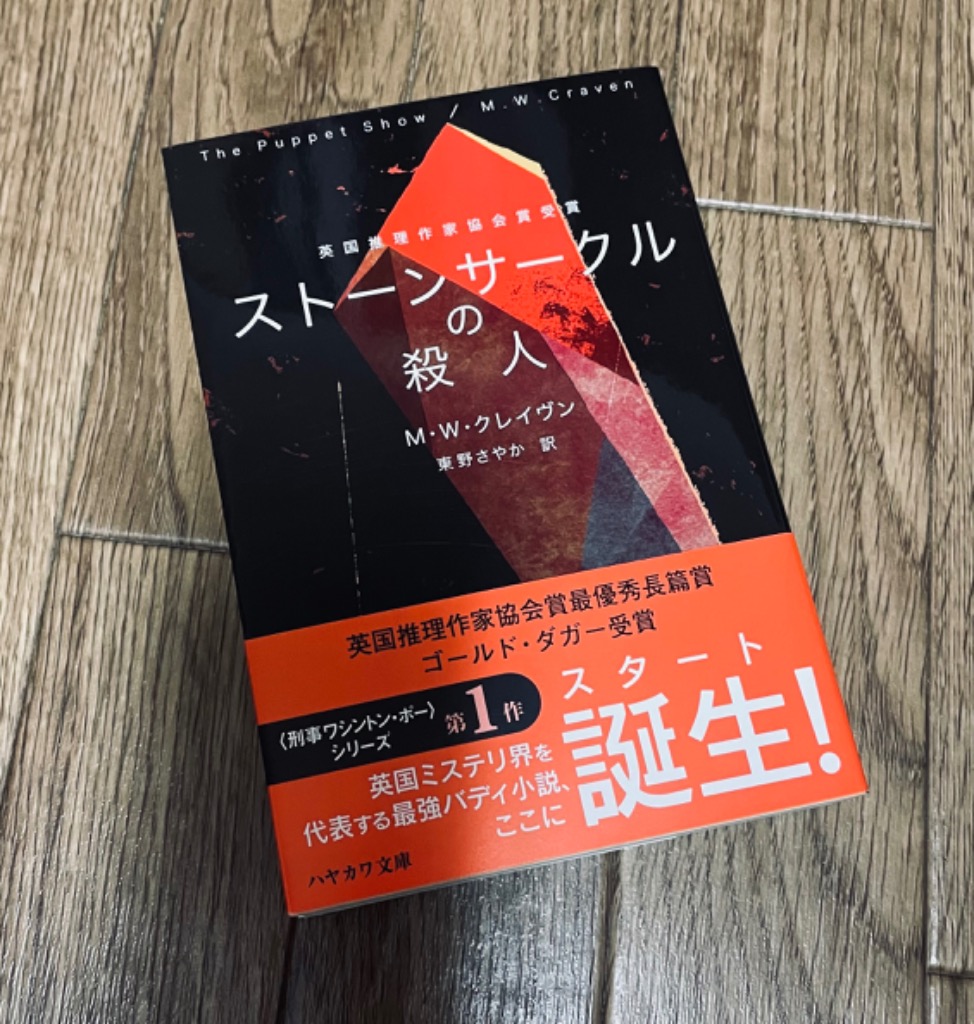 The Puppet Show / M.W.Craven
英国推理作家協会賞受賞
ストーンサークル
の
殺人
M・W・クレイヴン
東野さやか 訳
英国推理作家協会賞最優秀長篇賞
ゴールド・ダガー受賞
〈刑事ワシントン・ポー〉
シリーズ
第1作
英国ミステリ界を
代表する最強バディ小説、
ここに
スタート
誕生!
ハヤカワ文庫